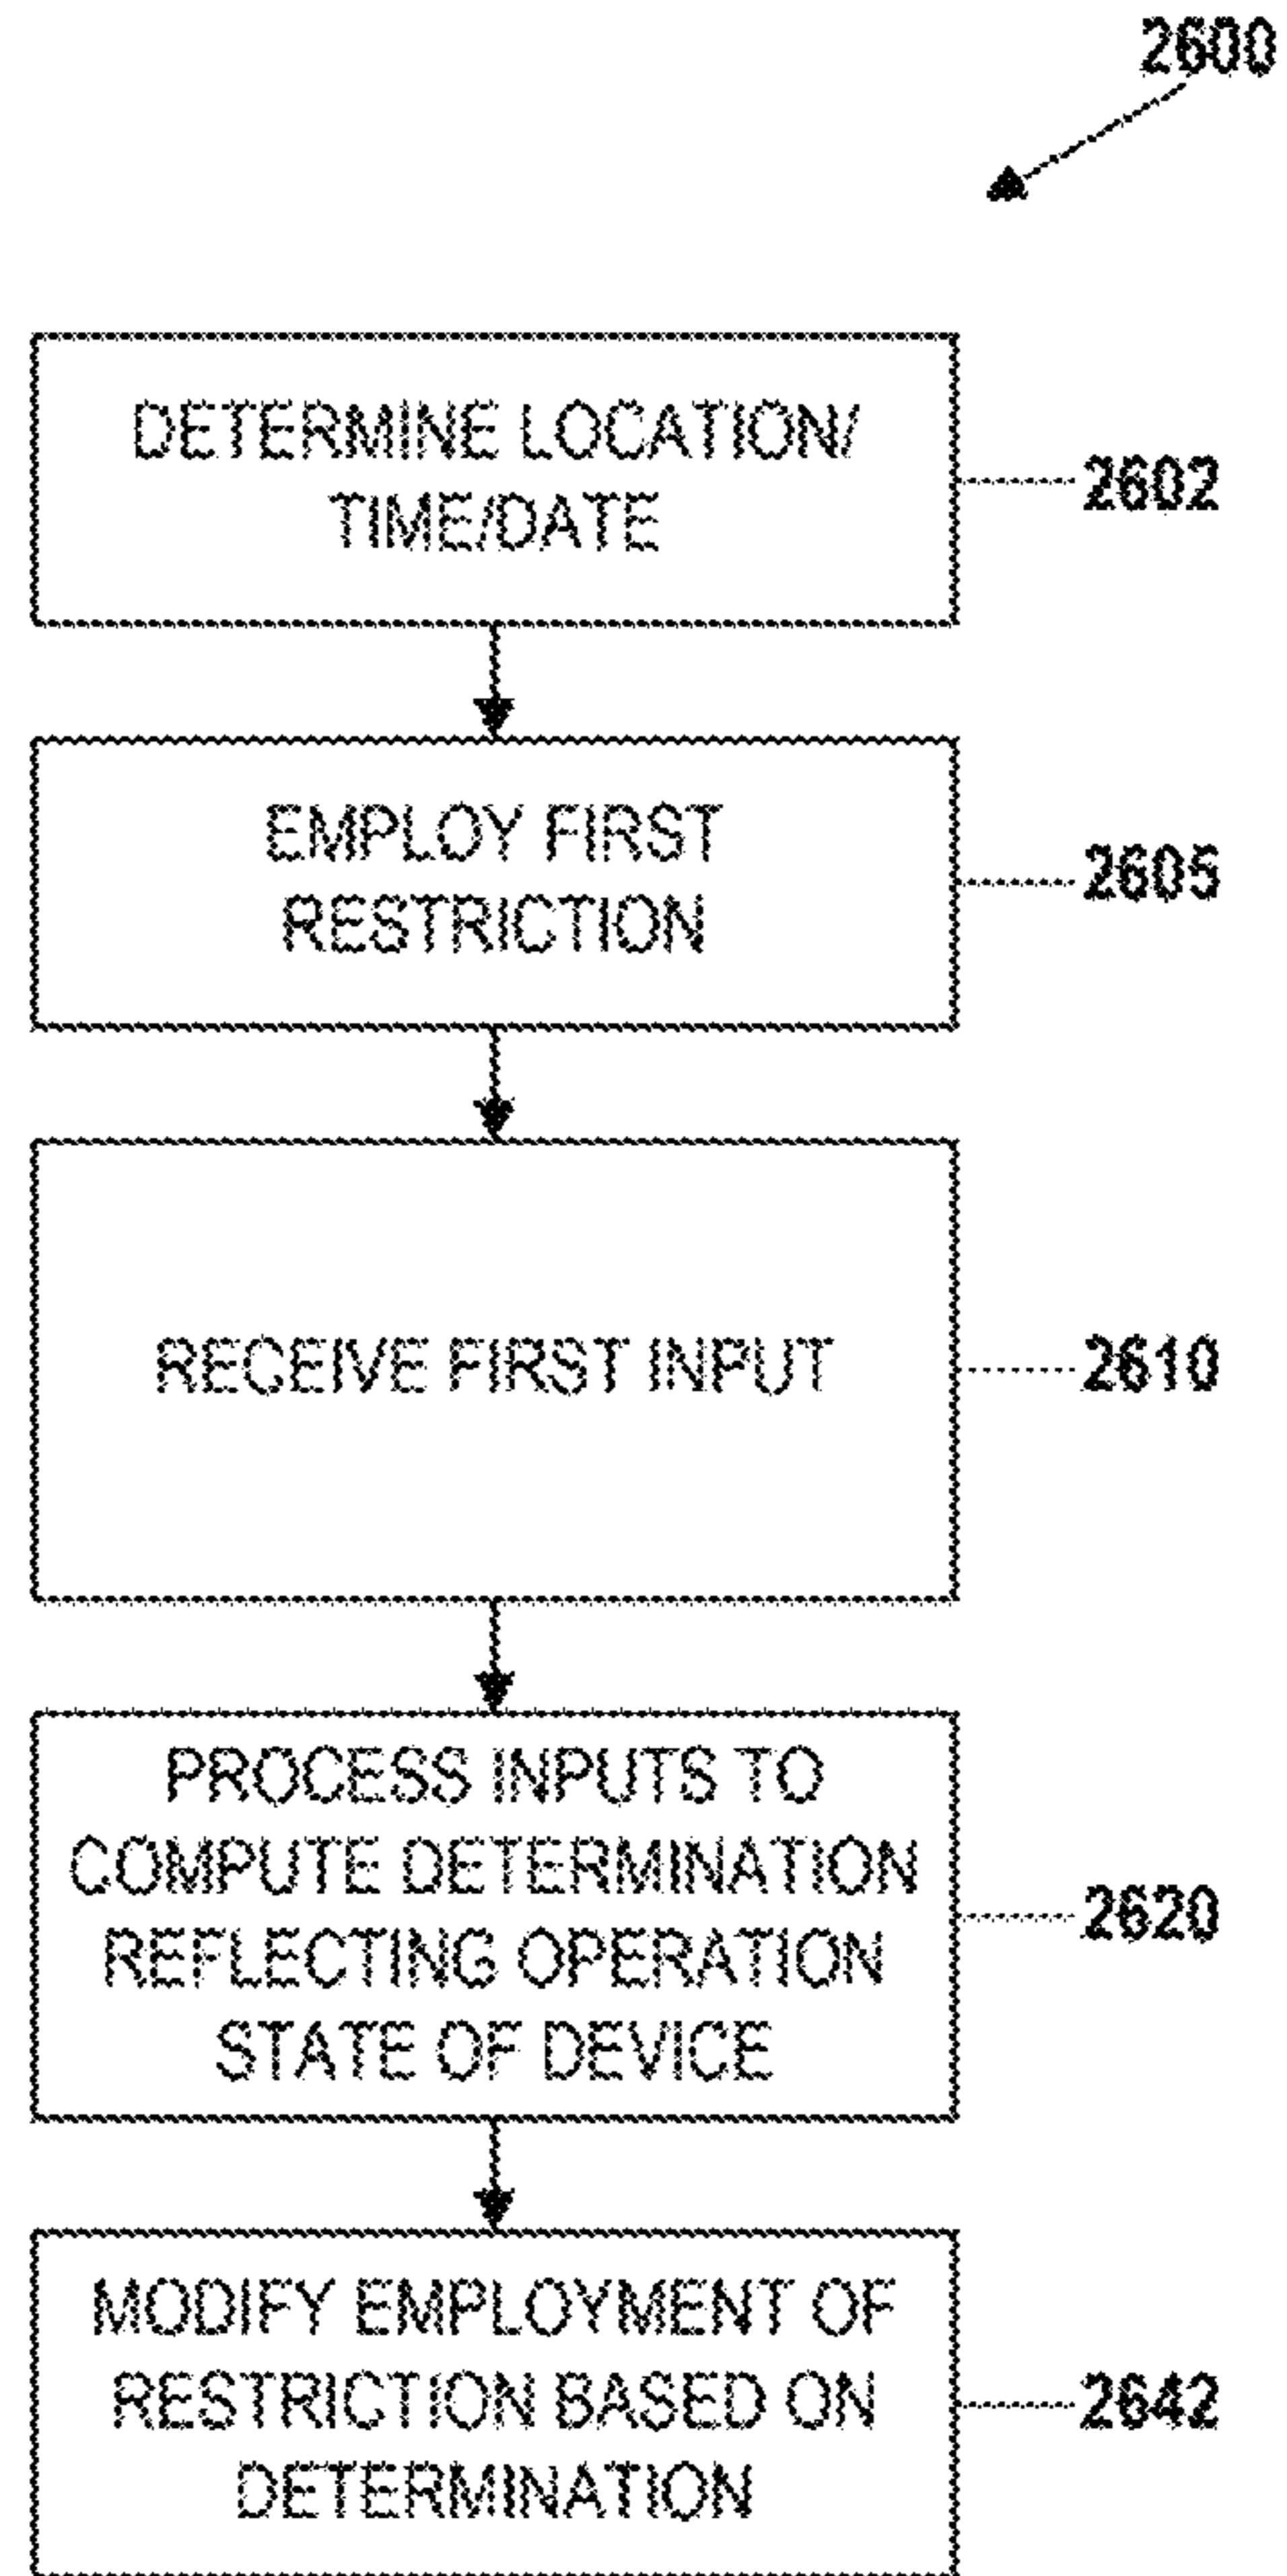 2600
DETERMINE LOCATION/
TIME/DATE
2602
EMPLOY FIRST
RESTRICTION
2605
RECEIVE FIRST INPUT
2610
PROCESS INPUTS TO
COMPUTE DETERMINATION
REFLECTING OPERATION
STATE OF DEVICE
2620
MODIFY EMPLOYMENT OF
RESTRICTION BASED ON
DETERMINATION
2642